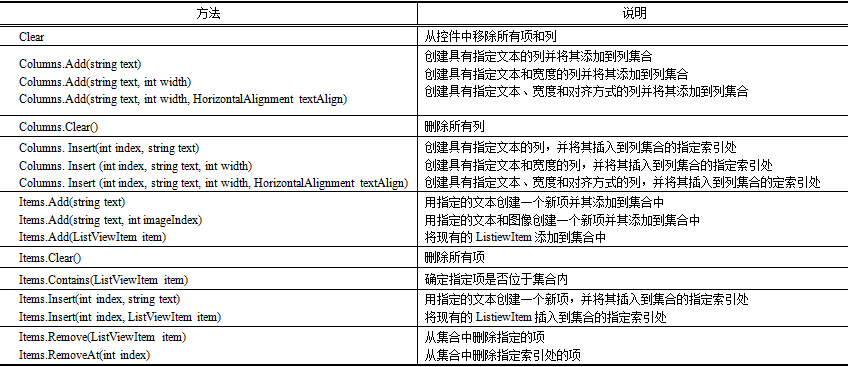 方法 说明
Clear 从控件中移除所有项和列
Columns.Add(string text) 创建具有指定文本的列并将其添加到列集合
Columns.Add(string text, int width) 创建具有指定文本和宽度的列并将其添加到列集合
Columns.Add(string text, int width, HorizontalAlignment textAlign) 创建具有指定文本、宽度和对齐方式的列并将其添加到列集合
Columns.Clear() 删除所有列
Columns. Insert(int index, string text) 创建具有指定文本的列，并将其插入到列集合的指定索引处
Columns. Insert (int index, string text, int width) 创建具有指定文本和宽度的列，并将其插入到列集合的指定索引处
Columns. Insert (int index, string text, int width, HorizontalAlignment textAlign) 创建具有指定文本、宽度和对齐方式的列，并将其插入到列集合的定索引处
Items.Add(string text) 用指定的文本创建一个新项并其添加到集合中
Items.Add(string text, int imageIndex) 用指定的文本和图像创建一个新项并其添加到集合中
Items.Add(ListViewItem item) 将现有的 ListiewItem 添加到集合中
Items.Clear() 删除所有项
Items.Contains(ListViewItem item) 确定指定项是否位于集合内
Items.Insert(int index, string text) 用指定的文本创建一个新项，并将其插入到集合的指定索引处
Items.Insert(int index, ListViewItem item) 将现有的 ListiewItem 插入到集合的指定索引处
Items.Remove(ListViewItem item) 从集合中删除指定的项
Items.RemoveAt(int index) 从集合中删除指定索引处的项